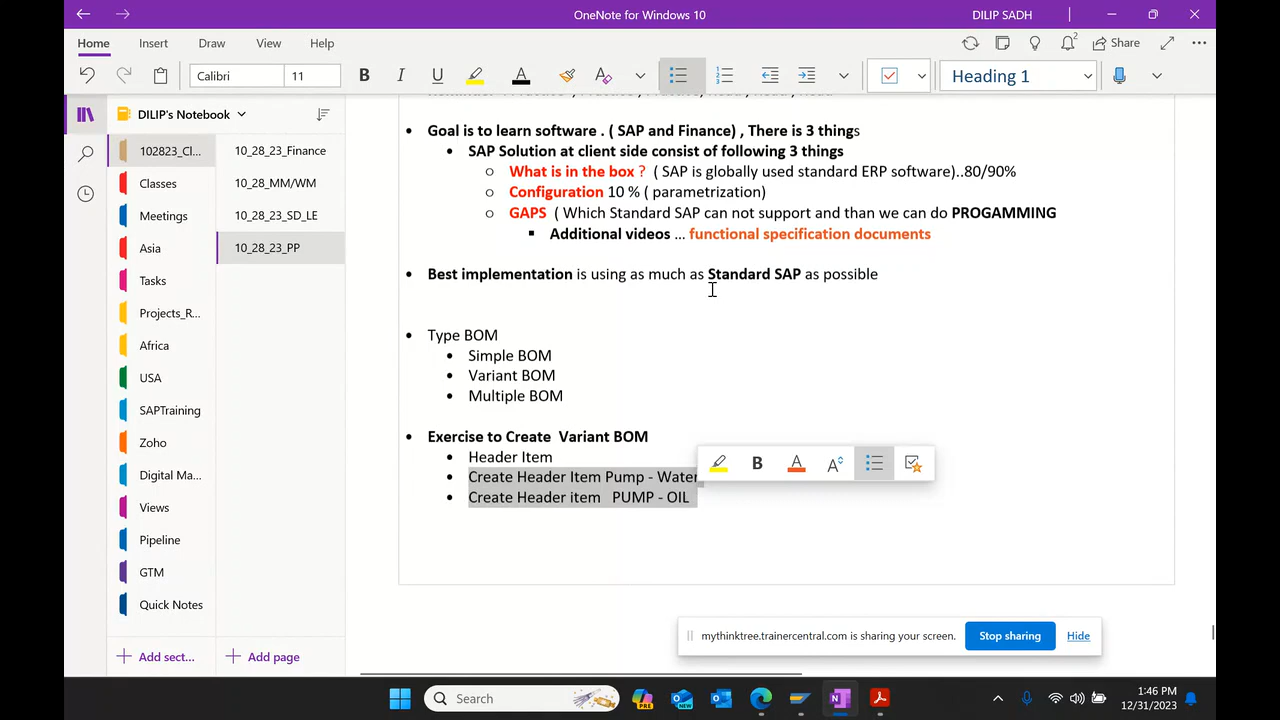 OneNote for Windows 10
DILIP SADH
Home Insert Draw View Help
2
Share
Calibri 11
B I U A
Heading 1
DILIP's Notebook
102823_Cl...
Classes
Meetings
Asia
Tasks
Projects_R...
Africa
USA
SAPTraining
Zoho
Digital Ma...
Views
Pipeline
GTM
Quick Notes
Add sect...
10_28_23_Finance
10_28_MM/WM
10_28_23_SD_LE
10_28_23_PP
Add page
• Goal is to learn software . ( SAP and Finance) , There is 3 things
• SAP Solution at client side consist of following 3 things
o What is in the box ? ( SAP is globally used standard ERP software)..80/90%
o Configuration 10 % ( parametrization)
o GAPS ( Which Standard SAP can not support and than we can do PROGAMMING
▪ Additional videos ... functional specification documents
• Best implementation is using as much as Standard SAP as possible
• Type BOM
• Simple BOM
• Variant BOM
• Multiple BOM
• Exercise to Create Variant BOM
• Header Item
• Create Header Item Pump - Water
• Create Header item PUMP - OIL
B A A
mythinktree.trainercentral.com is sharing your screen.
Stop sharing
Hide
Search
PRE
NEW
1:46 PM
12/31/2023